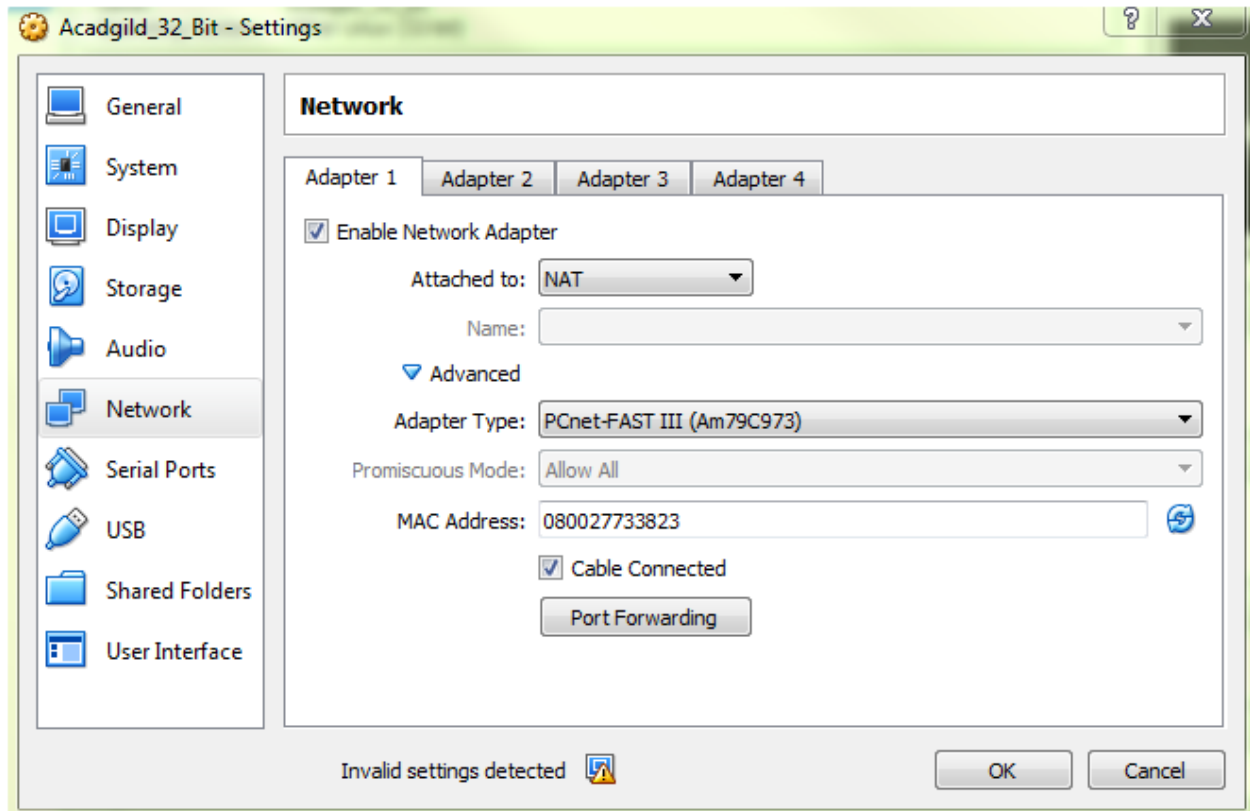 Acadgild_32_Bit - Settings
?
X
General
System
Display
Storage
Audio
Network
Serial Ports
USB
Shared Folders
User Interface
Network
Adapter 1 Adapter 2 Adapter 3 Adapter 4
Enable Network Adapter
Attached to: NAT
Name:
Advanced
Adapter Type: PCnet-FAST III (Am79C973)
Promiscuous Mode: Allow All
MAC Address: 080027733823
Cable Connected
Port Forwarding
Invalid settings detected
OK Cancel